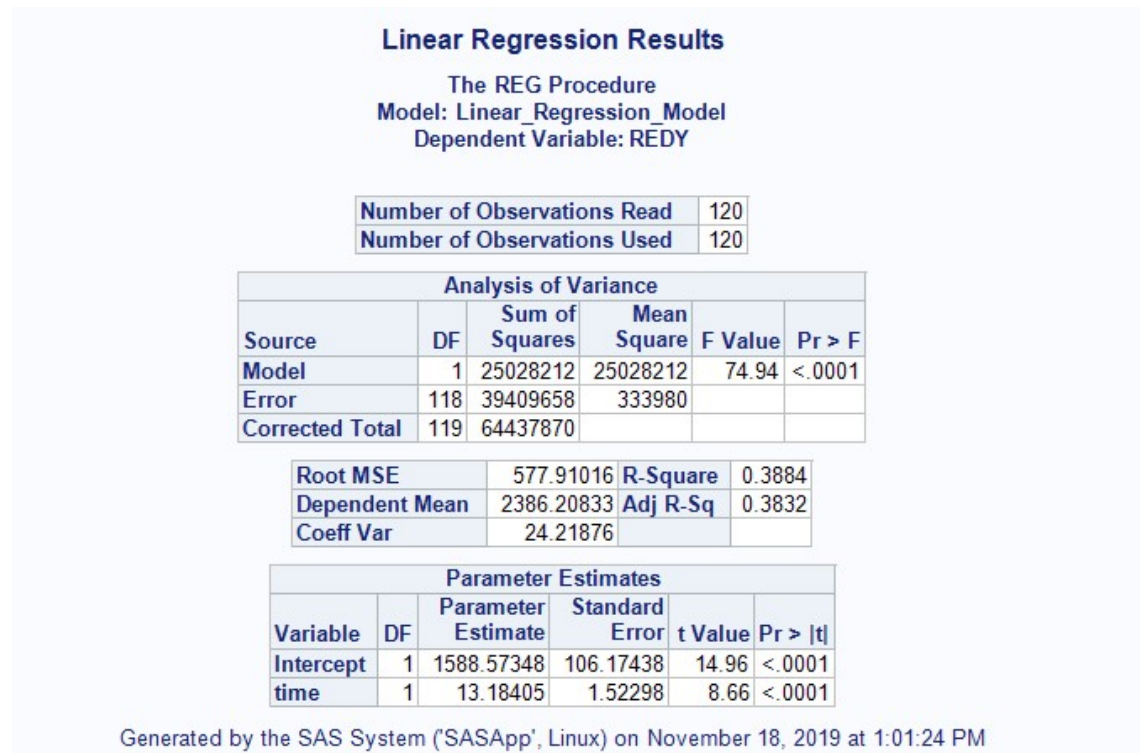 Linear Regression Results
The REG Procedure
Model: Linear_Regression_Model
Dependent Variable: REDY
Number of Observations Read 120
Number of Observations Used 120
Analysis of Variance
Source DF Sum of Squares Mean Square F Value Pr > F
Model 1 25028212 25028212 74.94 <.0001
Error 118 39409658 333980
Corrected Total 119 64437870
Root MSE 577.91016 R-Square 0.3884
Dependent Mean 2386.20833 Adj R-Sq 0.3832
Coeff Var 24.21876
Parameter Estimates
Variable DF Parameter Estimate Standard Error t Value Pr > |t|
Intercept 1 1588.57348 106.17438 14.96 <.0001
time 1 13.18405 1.52298 8.66 <.0001
Generated by the SAS System ('SASApp', Linux) on November 18, 2019 at 1:01:24 PM